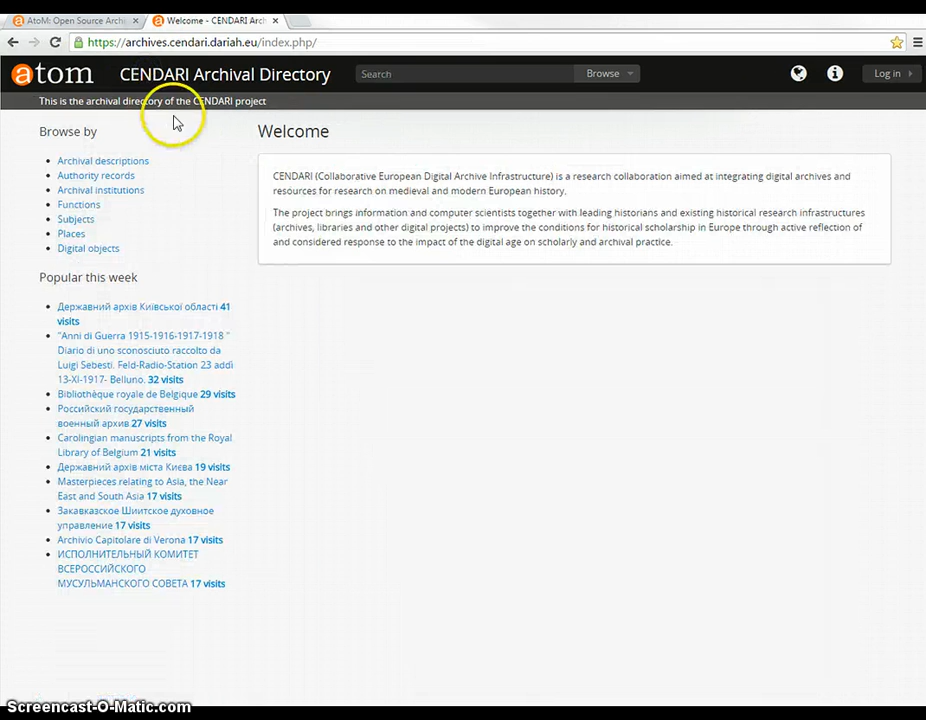 AtoM: Open Source Archi
Welcome - CENDARI Arch
https://archives.cendari.dariah.eu/index.php/
atom
CENDARI Archival Directory
Search
Browse
Log in
This is the archival directory of the CENDARI project
Browse by
Archival descriptions
Authority records
Archival institutions
Functions
Subjects
Places
Digital objects
Popular this week
Державний архів Київської області 41
visits
"Anni di Guerra 1915-1916-1917-1918 "
Diario di uno sconosciuto raccolto da
Luigi Sebesti. Feld-Radio-Station 23 addì
13-XI-1917- Belluno. 32 visits
Bibliothèque royale de Belgique 29 visits
Российский государственный
военный архив 27 visits
Carolingian manuscripts from the Royal
Library of Belgium 21 visits
Державний архів міста Києва 19 visits
Masterpieces relating to Asia, the Near
East and South Asia 17 visits
Закавказское Шиитское духовное
управление 17 visits
Archivio Capitolare di Verona 17 visits
ИСПОЛНИТЕЛЬНЫЙ КОМИТЕТ
ВСЕРОССИЙСКОГО
МУСУЛЬМАНСКОГО СОВЕТА 17 visits
Welcome
CENDARI (Collaborative European Digital Archive Infrastructure) is a research collaboration aimed at integrating digital archives and
resources for research on medieval and modern European history.
The project brings information and computer scientists together with leading historians and existing historical research infrastructures
(archives, libraries and other digital projects) to improve the conditions for historical scholarship in Europe through active reflection of
and considered response to the impact of the digital age on scholarly and archival practice.
Screencast-O-Matic.com